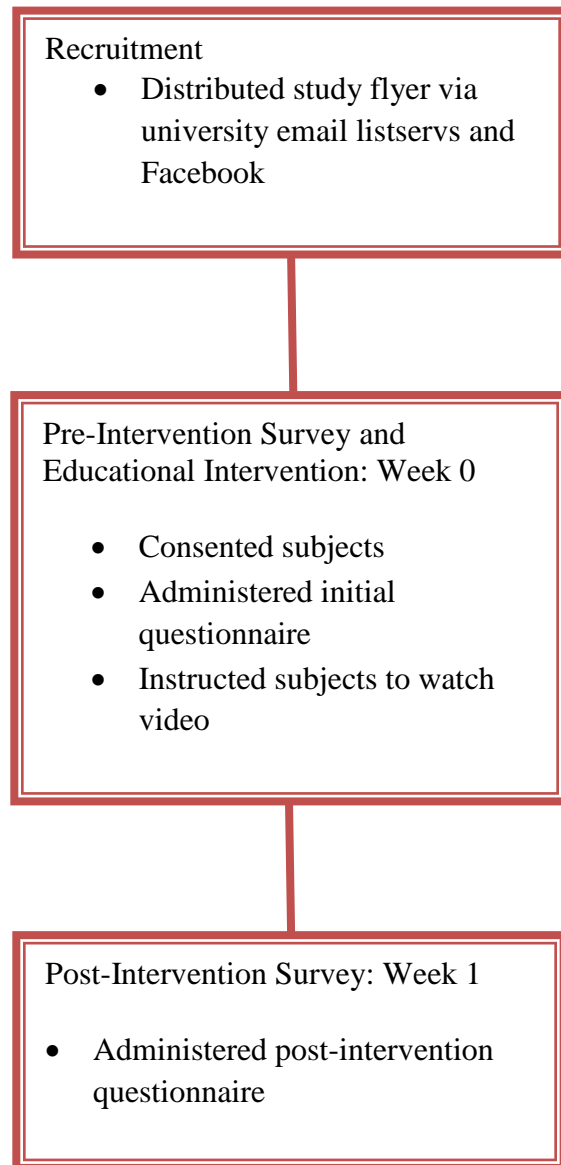 Recruitment
• Distributed study flyer via
university email listservs and
Facebook
Pre-Intervention Survey and
Educational Intervention: Week 0
• Consented subjects
• Administered initial
questionnaire
• Instructed subjects to watch
video
Post-Intervention Survey: Week 1
• Administered post-intervention
questionnaire